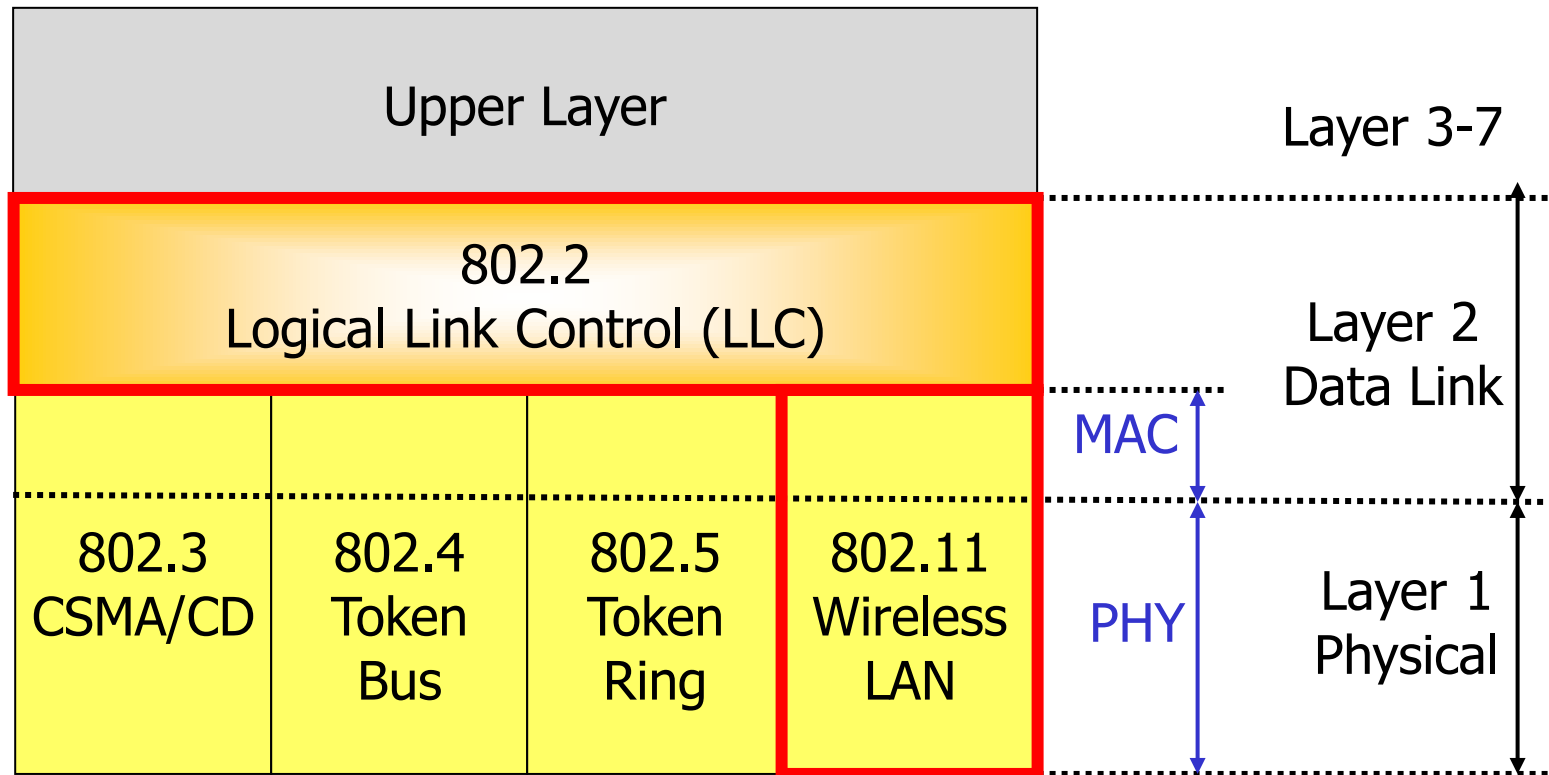 Upper Layer
Layer 3-7
802.2
Logical Link Control (LLC)
Layer 2
Data Link
MAC
802.3
CSMA/CD
802.4
Token
Bus
802.5
Token
Ring
802.11
Wireless
LAN
PHY
Layer 1
Physical